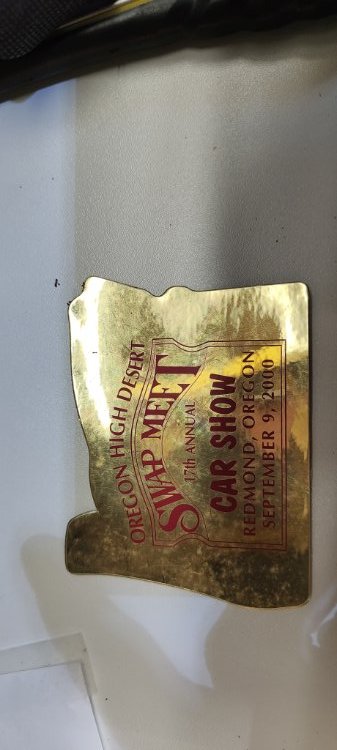 OREGON HIGH DESERT
SWAP MEET
17th ANNUAL
CAR SHOW
REDMOND, OREGON
SEPTEMBER 9, 2000